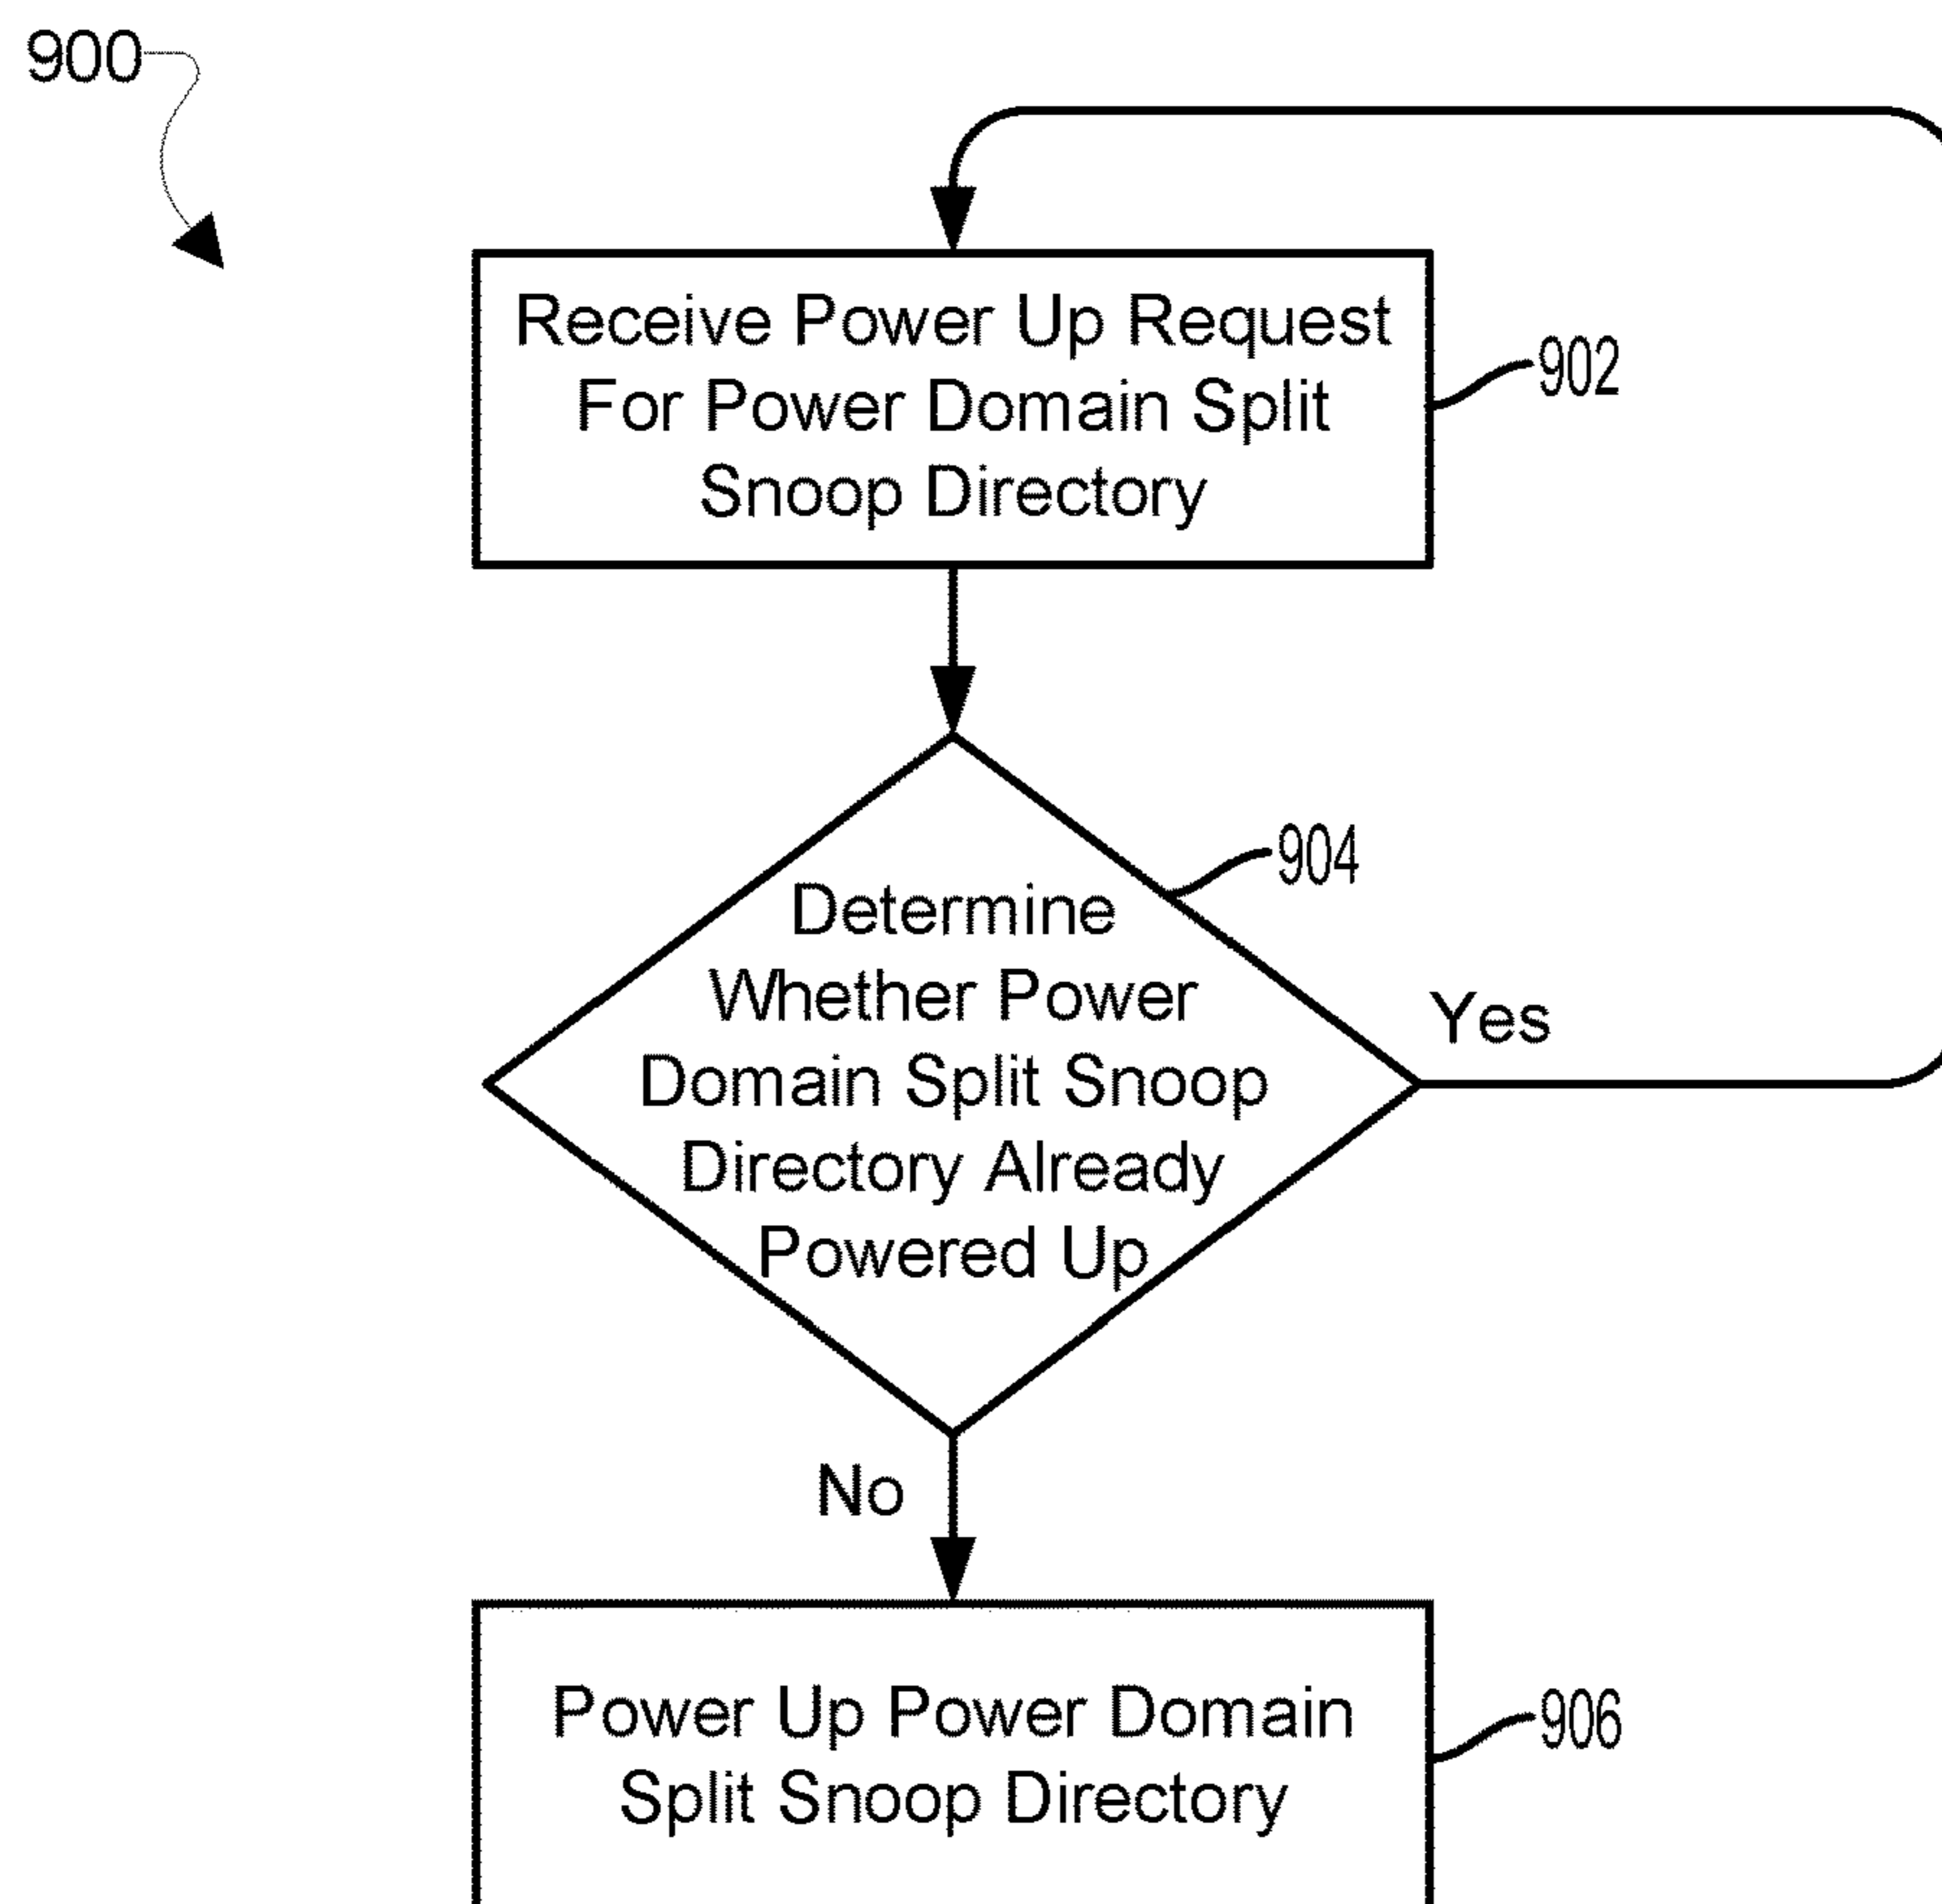 900
Receive Power Up Request
For Power Domain Split
Snoop Directory
902
904
Determine
Whether Power
Domain Split Snoop
Directory Already
Powered Up
Yes
No
Power Up Power Domain
Split Snoop Directory
906